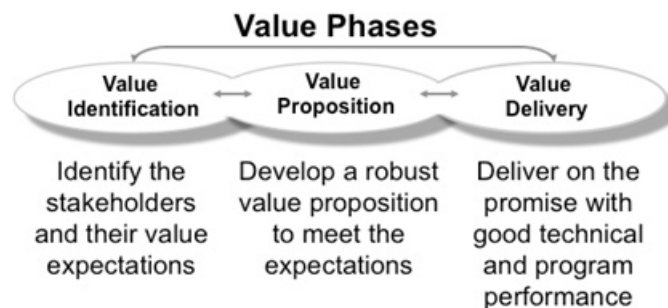 Value Phases
Value
Identification
Value
Proposition
Value
Delivery
Identify the
stakeholders
and their value
expectations
Develop a robust
value proposition
to meet the
expectations
Deliver on the
promise with
good technical
and program
performance